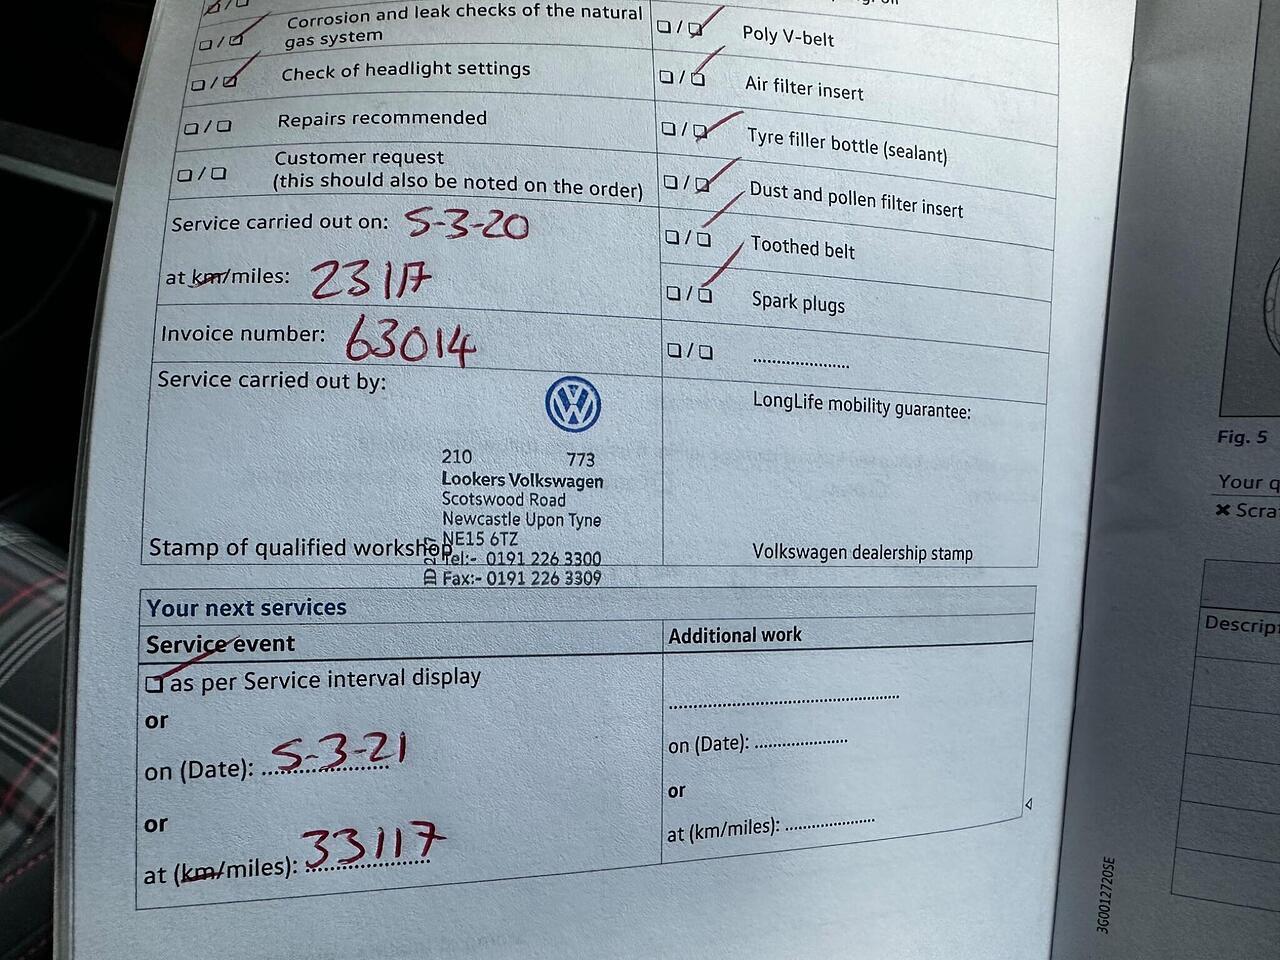 Corrosion and leak checks of the natural
gas system
Check of headlight settings
Repairs recommended
Customer request
(this should also be noted on the order)
Poly V-belt
Air filter insert
Tyre filler bottle (sealant)
Dust and pollen filter insert
Toothed belt
Spark plugs
....................
Service carried out on: 5-3-20
at km/miles: 23117
Invoice number: 63014
Service carried out by:
210 773
Lookers Volkswagen
Scotswood Road
Newcastle Upon Tyne
NE15 6TZ
Tel:- 0191 226 3300
Fax:- 0191 226 3309
Stamp of qualified workshop
LongLife mobility guarantee:
Volkswagen dealership stamp
Your next services
Service event
as per Service interval display
or
on (Date): 5-3-21
or
at (km/miles): 33117
Additional work
................................................
on (Date): ....................
or
at (km/miles): ....................
3G0012720SE
Fig. 5
Your